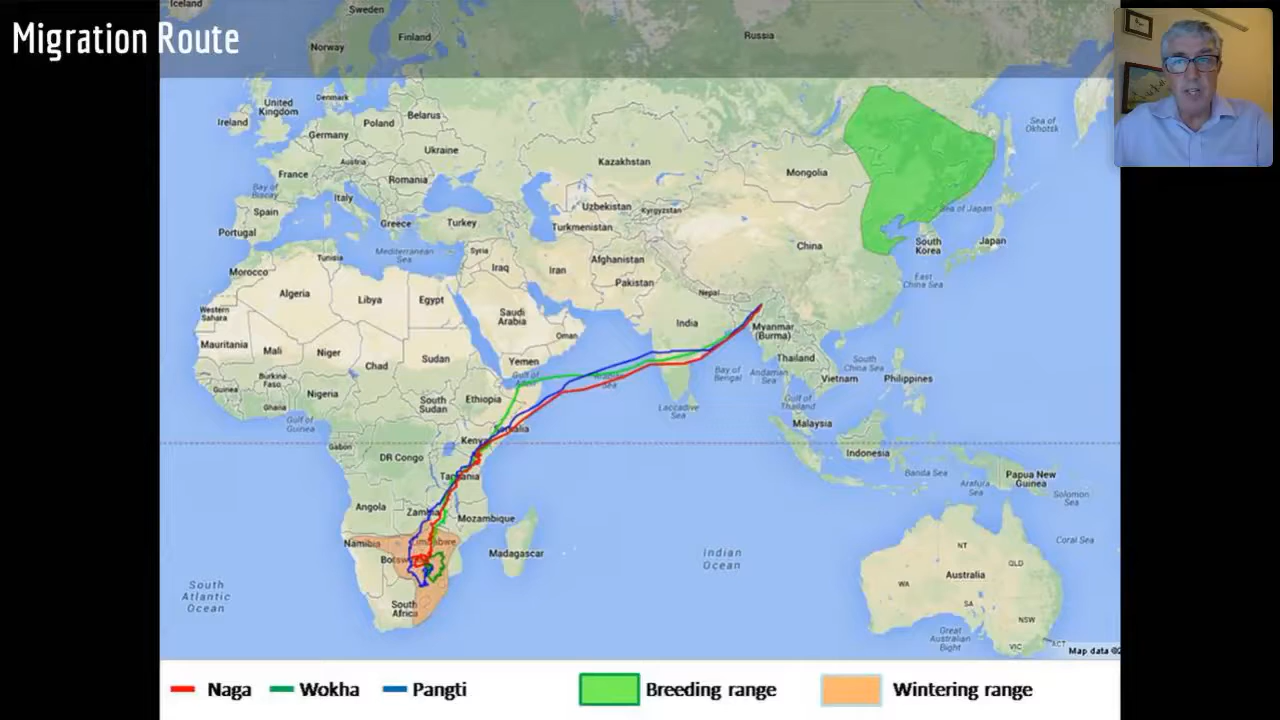 Migration Route
Iceland
Sweden
Finland
Norway
Russia
United
Kingdom
Denmark
Ireland
Belarus
Poland
Germany
Ukraine
Austria
France
Romania
Bay of
Biscay
Italy
Spain
Portugal
Greece
Turkey
Mediterranean
Sea
Syria
Tunisia
Morocco
Iraq
Iran
Kazakhstan
Uzbekistan
Kyrgyzstan
Turkmenistan
Afghanistan
Pakistan
Mongolia
China
Sea of
Okhotsk
Sea of Japan
South
Korea
Japan
East
China Sea
Algeria
Libya
Egypt
Western
Sahara
Saudi
Arabia
Oman
Nepal
India
Myanmar
(Burma)
Mauritania
Mali
Niger
Chad
Sudan
Yemen
Gulf of
Aden
Burkina
Faso
Guinea
Ghana
Nigeria
South
Sudan
Ethiopia
Gulf of
Guinea
Arabian
Sea
Bay of
Bengal
Andaman
Sea
Thailand
Vietnam
South
China Sea
Philippines
Laccadive
Sea
Gulf of
Thailand
Malaysia
Somalia
Kenya
Gabon
DR Congo
Tanzania
Indonesia
Banda Sea
Papua New
Guinea
Arafura
Sea
Solomon
Sea
Angola
Zambia
Mozambique
Namibia
Zimbabwe
Madagascar
Botsw
South
Africa
South
Atlantic
Ocean
Indian
Ocean
Coral Sea
NT
QLD
WA
Australia
SA
NSW
Great
Australian
Bight
VIC
ACT
Map data ©2
Naga
Wokha
Pangti
Breeding range
Wintering range